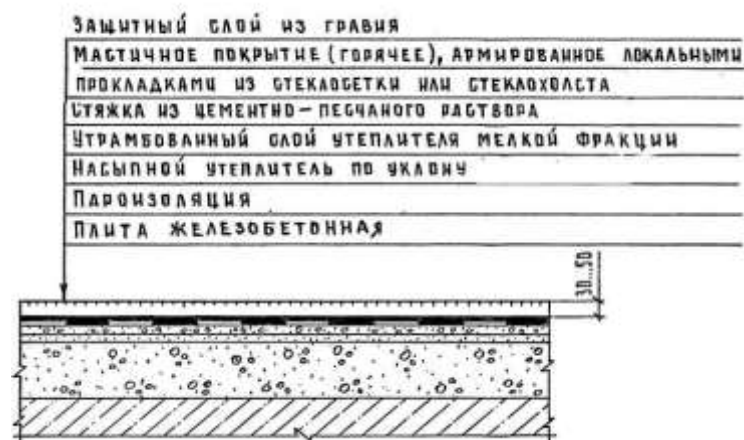 ЗАЩИТНЫЙ СЛОЙ ИЗ ГРАВИЯ
МАСТИЧНОЕ ПОКРЫТИЕ (ГОРЯЧЕЕ), АРМИРОВАННОЕ ЛОКАЛЬНЫМИ
ПРОКЛАДКАМИ ИЗ СТЕКЛОСЕТКИ ИЛИ СТЕКЛОХОЛСТА
СТЯЖКА ИЗ ЦЕМЕНТНО-ПЕСЧАНОГО РАСТВОРА
УТРАМБОВАННЫЙ СЛОЙ УТЕПЛИТЕЛЯ МЕЛКОЙ ФРАКЦИИ
НАСЫПНОЙ УТЕПЛИТЕЛЬ ПО УКЛОНУ
ПАРОИЗОЛЯЦИЯ
ПЛИТА ЖЕЛЕЗОБЕТОННАЯ
30...50